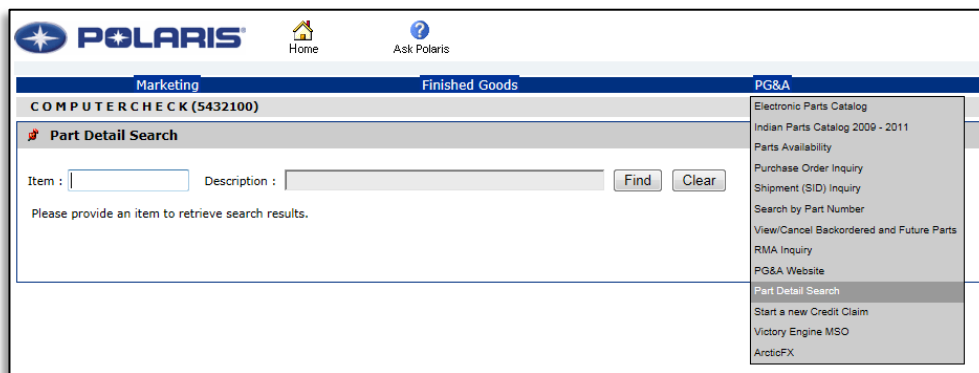 POLARIS
Home
Ask Polaris
Marketing
Finished Goods
PG&A
COMPUTERCHECK (5432100)
Part Detail Search
Item :
Description :
Find
Clear
Please provide an item to retrieve search results.
Electronic Parts Catalog
Indian Parts Catalog 2009 - 2011
Parts Availability
Purchase Order Inquiry
Shipment (SID) Inquiry
Search by Part Number
View/Cancel Backordered and Future Parts
RMA Inquiry
PG&A Website
Part Detail Search
Start a new Credit Claim
Victory Engine MSO
ArcticFX